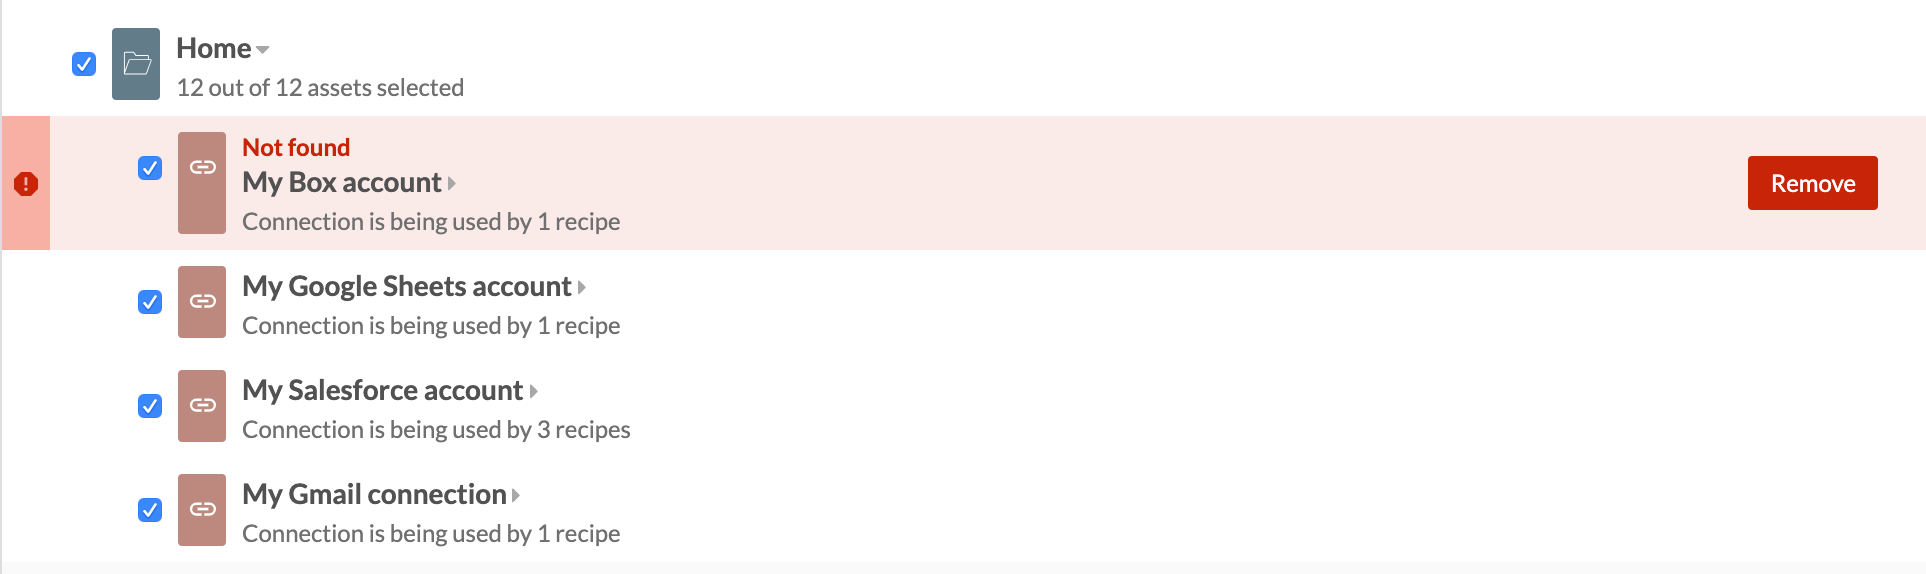 Home
12 out of 12 assets selected
Not found
My Box account
Connection is being used by 1 recipe
Remove
My Google Sheets account
Connection is being used by 1 recipe
My Salesforce account
Connection is being used by 3 recipes
My Gmail connection
Connection is being used by 1 recipe